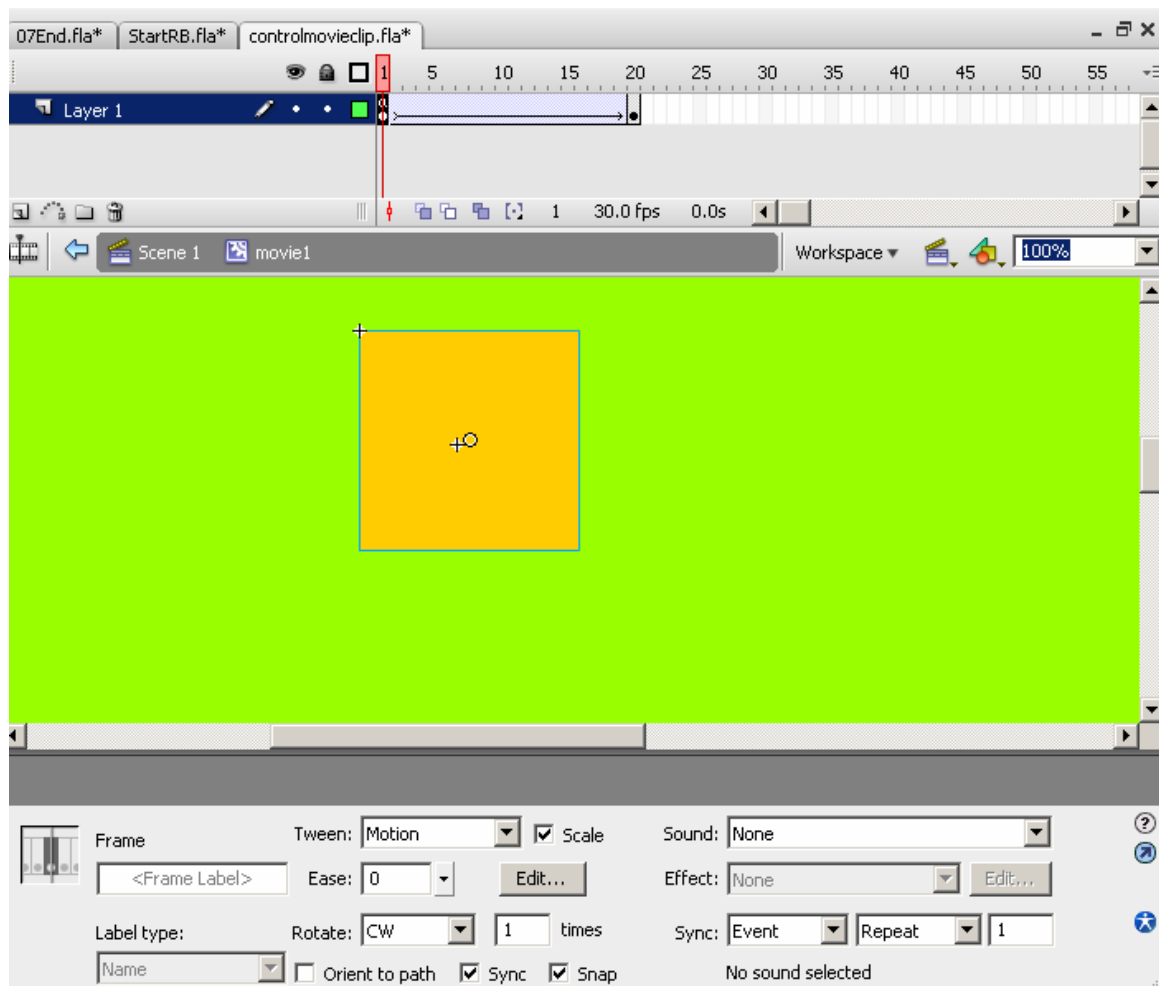 07End.fla* StartRB.fla* controlmovieclip.fla*
1 5 10 15 20 25 30 35 40 45 50 55
Layer 1
1 30.0 fps 0.0s
Scene 1 movie1 Workspace 100%
Frame Tween: Motion Scale Sound: None
<Frame Label> Ease: 0 Edit... Effect: None Edit...
Label type: Rotate: CW 1 times Sync: Event Repeat 1
Name Orient to path Sync Snap No sound selected